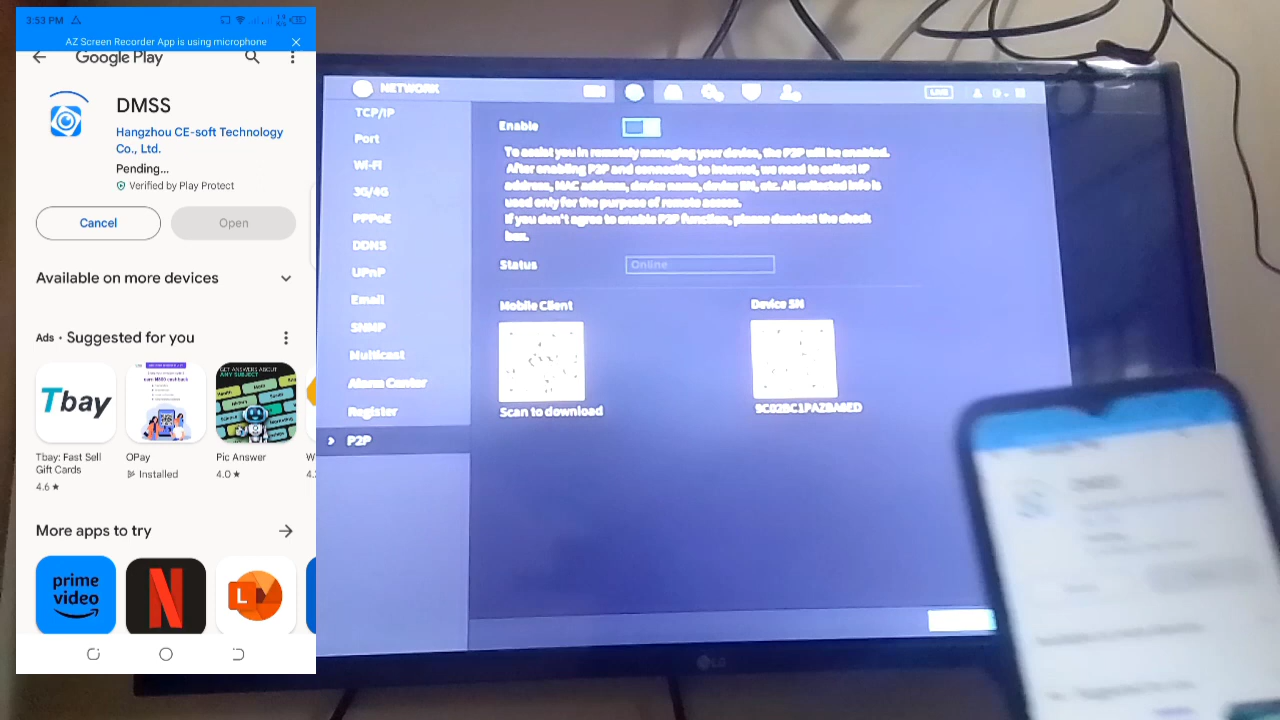 3:53 PM
AZ Screen Recorder App is using microphone
Google Play
DMSS
Hangzhou CE-soft Technology
Co., Ltd.
Pending...
Verified by Play Protect
Cancel
Open
Available on more devices
Ads · Suggested for you
Tbay
GET ANSWERS ABOUT
ANY SUBJECT
Tbay: Fast Sell
Gift Cards
4.6 ★
OPay
Installed
Pic Answer
4.0 ★
More apps to try
prime
video
N
L
NETWORK
LIVE
TCP/IP
Port
Wi-Fi
3G/4G
PPPoE
DDNS
UPnP
Email
SNMP
Multicast
Alarm Center
Register
P2P
Enable
To assist you in remotely managing your device, the P2P will be enabled.
After enabling P2P and connecting to Internet, we need to collect IP
address, MAC address, device name, device SN, etc. All collected info is
used only for the purpose of remote access.
If you don't agree to enable P2P function, please deselect the check
box.
Status
Online
Mobile Client
Device SN
Scan to download
LG